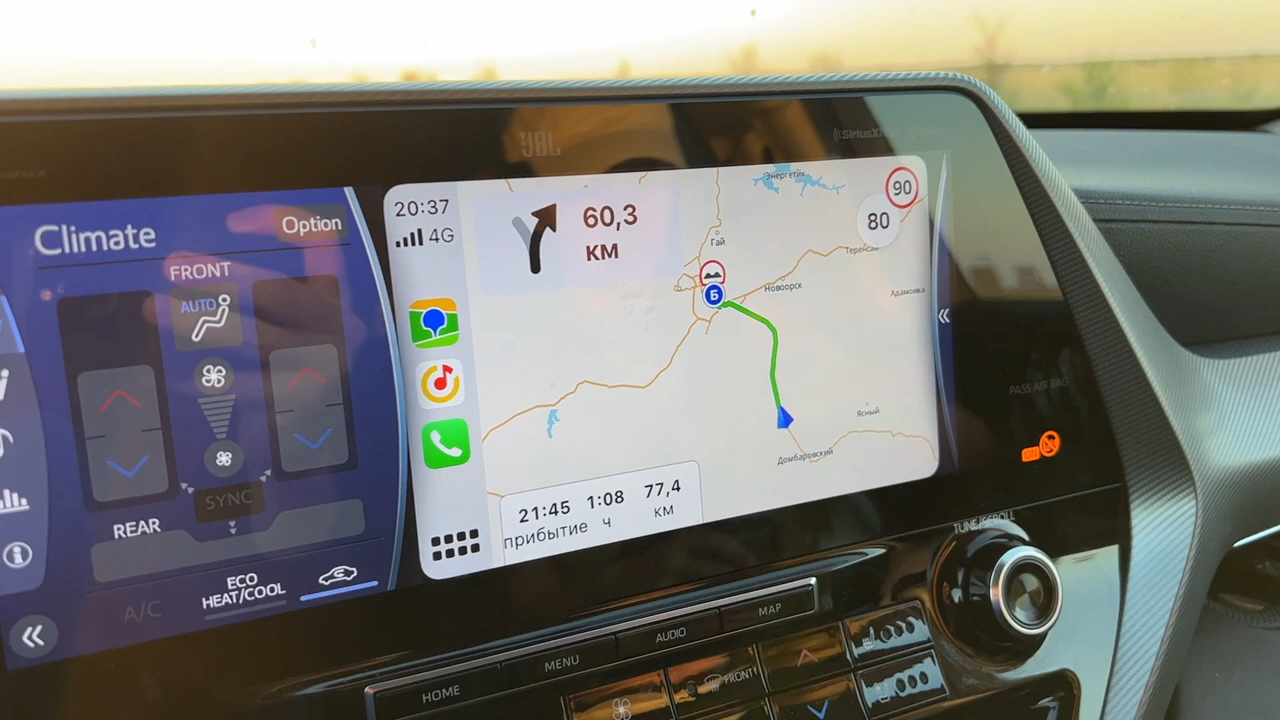 JBL
SiriusXM
Climate
Option
FRONT
AUTO
SYNC
REAR
A/C
ECO
HEAT/COOL
20:37
4G
60,3
км
90
80
Энергетик
Гай
Б
Новоорск
Теренсай
Адамовка
Ясный
Домбаровский
21:45 1:08 77,4
прибытие ч км
PASS AIR BAG
TUNE/SCROLL
HOME
MENU
AUDIO
MAP
FRONT